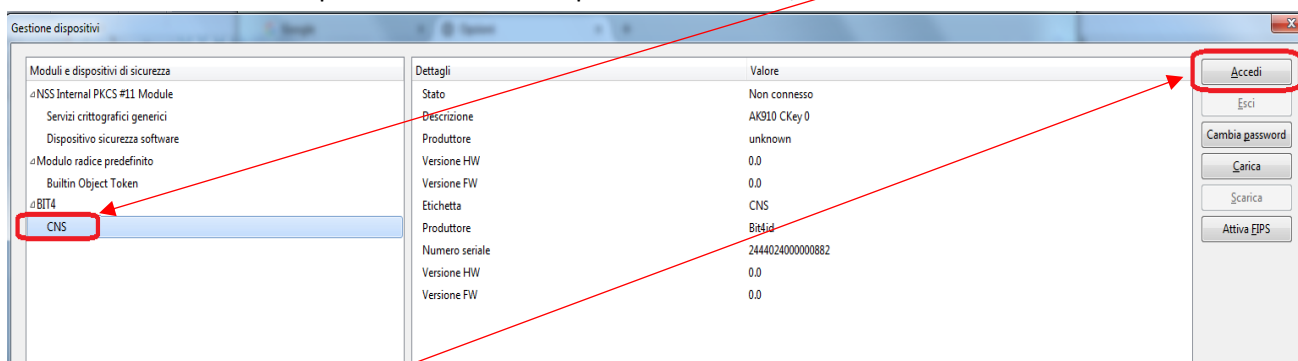 Gestione dispositivi
Moduli e dispositivi di sicurezza
NSS Internal PKCS #11 Module
Servizi crittografici generici
Dispositivo sicurezza software
Modulo radice predefinito
Builtin Object Token
BIT4
CNS
Dettagli Valore
Stato Non connesso
Descrizione AK910 CKey 0
Produttore unknown
Versione HW 0.0
Versione FW 0.0
Etichetta CNS
Produttore Bit4id
Numero seriale 2444024000000882
Versione HW 0.0
Versione FW 0.0
Accedi
Esci
Cambia password
Carica
Scarica
Attiva FIPS